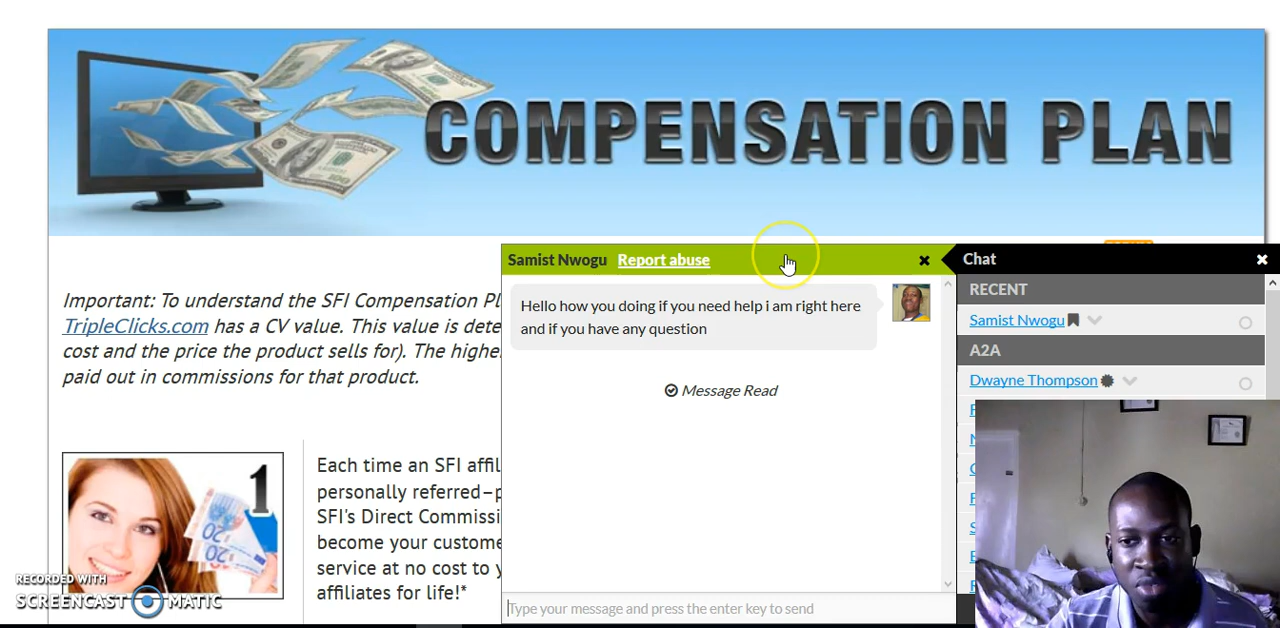 COMPENSATION PLAN
Important: To understand the SFI Compensation Pl
TripleClicks.com has a CV value. This value is dete
cost and the price the product sells for). The highe
paid out in commissions for that product.
1
Each time an SFI affil
personally referred–p
SFI's Direct Commissi
become your custome
service at no cost to y
affiliates for life!*
Samist Nwogu Report abuse
Hello how you doing if you need help i am right here
and if you have any question
Message Read
Type your message and press the enter key to send
Chat
RECENT
Samist Nwogu
A2A
Dwayne Thompson
RECORDED WITH
SCREENCAST MATIC